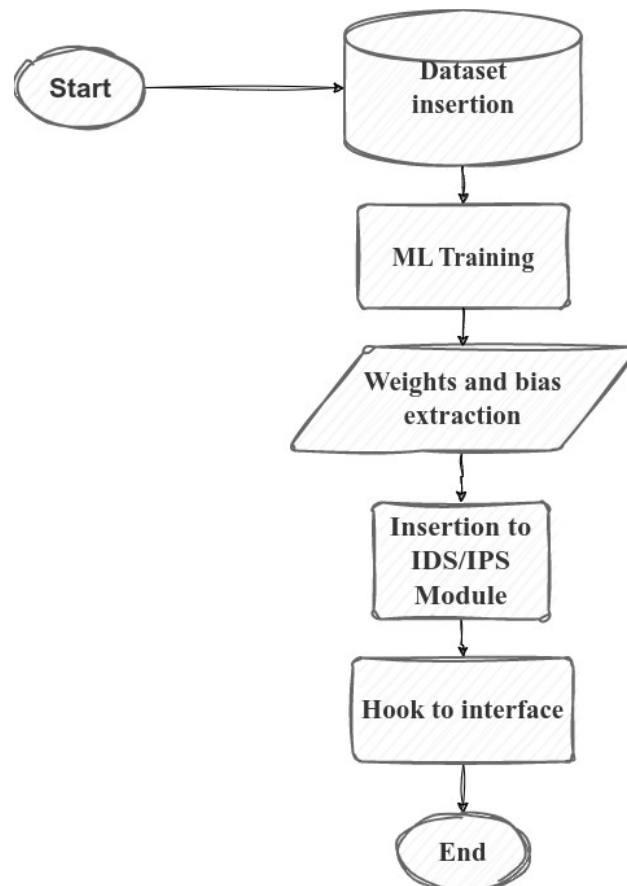 Start
Dataset
insertion
ML Training
Weights and bias
extraction
Insertion to
IDS/IPS
Module
Hook to interface
End